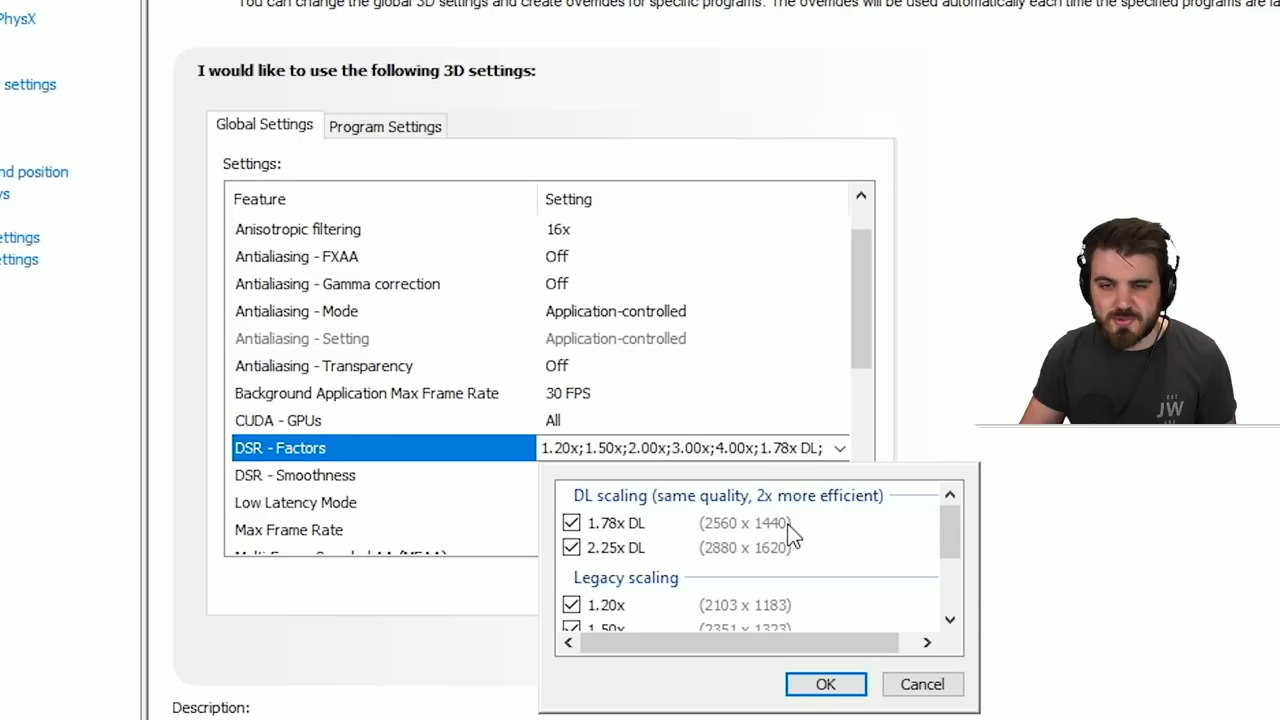 You can change the global 3D settings and create overrides for specific programs. The overrides will be used automatically each time the specified programs are la
PhysX
settings
nd position
ys
ettings
ettings
I would like to use the following 3D settings:
Global Settings
Program Settings
Settings:
Feature Setting
Anisotropic filtering 16x
Antialiasing - FXAA Off
Antialiasing - Gamma correction Off
Antialiasing - Mode Application-controlled
Antialiasing - Setting Application-controlled
Antialiasing - Transparency Off
Background Application Max Frame Rate 30 FPS
CUDA - GPUs All
DSR - Factors 1.20x;1.50x;2.00x;3.00x;4.00x;1.78x DL;
DSR - Smoothness
Low Latency Mode
Max Frame Rate
DL scaling (same quality, 2x more efficient)
1.78x DL (2560 x 1440)
2.25x DL (2880 x 1620)
Legacy scaling
1.20x (2103 x 1183)
1.50x (2351 x 1323)
OK Cancel
Description:
JW